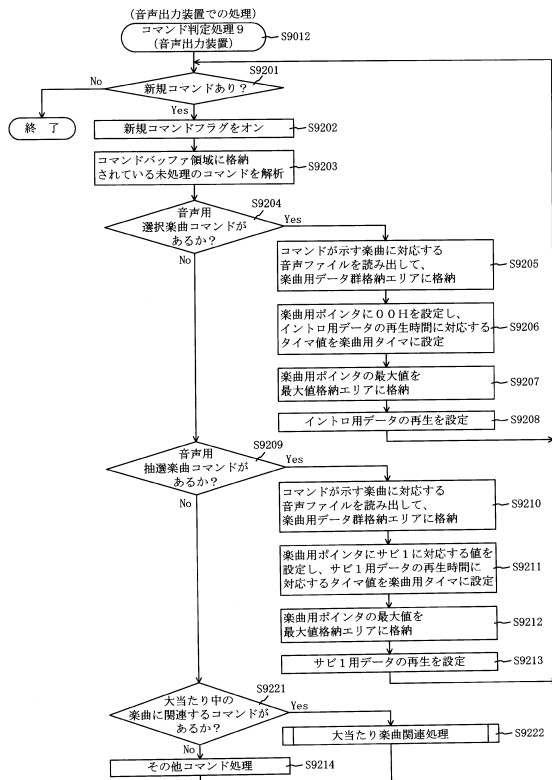 (音声出力装置での処理)
コマンド判定処理9
(音声出力装置)
S9012
S9201
No
新規コマンドあり?
Yes
終 了
新規コマンドフラグをオン
S9202
コマンドバッファ領域に格納
されている未処理のコマンドを解析
S9203
S9204
音声用
選択楽曲コマンドが
あるか?
Yes
No
コマンドが示す楽曲に対応する
音声ファイルを読み出して、
楽曲用データ群格納エリアに格納
S9205
楽曲用ポインタに00Hを設定し、
イントロ用データの再生時間に対応する
タイマ値を楽曲用タイマに設定
S9206
楽曲用ポインタの最大値を
最大値格納エリアに格納
S9207
イントロ用データの再生を設定
S9208
S9209
音声用
抽選楽曲コマンドが
あるか?
Yes
No
コマンドが示す楽曲に対応する
音声ファイルを読み出して、
楽曲用データ群格納エリアに格納
S9210
楽曲用ポインタにサビ1に対応する値を
設定し、サビ1用データの再生時間に
対応するタイマ値を楽曲用タイマに設定
S9211
楽曲用ポインタの最大値を
最大値格納エリアに格納
S9212
サビ1用データの再生を設定
S9213
S9221
大当たり中の
楽曲に関連するコマンドが
あるか?
Yes
No
大当たり楽曲関連処理
S9222
その他コマンド処理
S9214